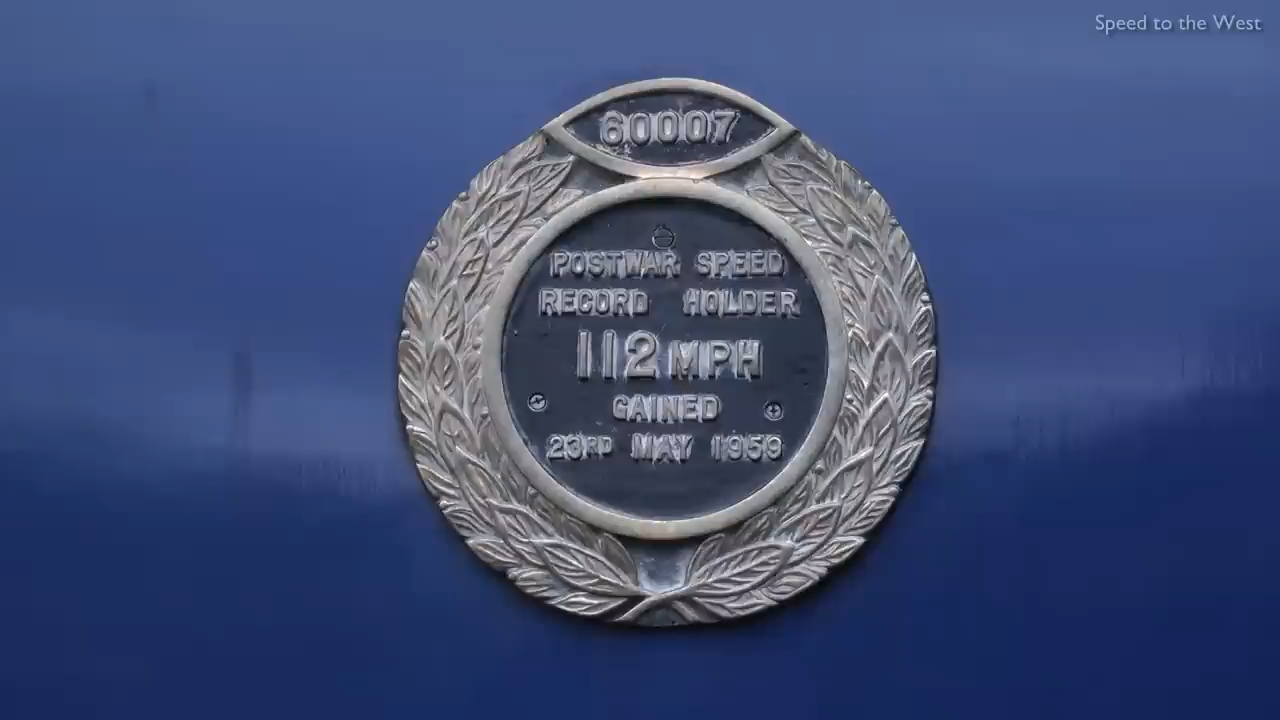 Speed to the West
60007
POSTWAR SPEED
RECORD HOLDER
112 MPH
GAINED
23RD MAY 1959